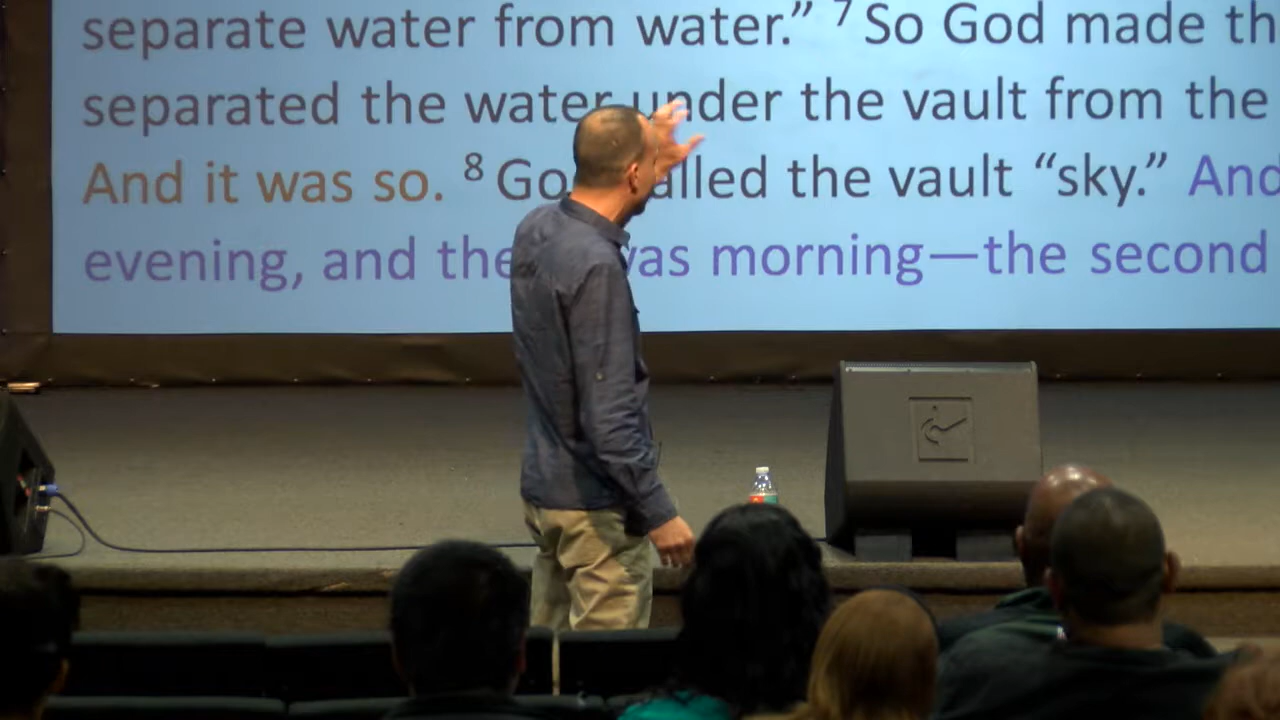 separate water from water.” ⁷ So God made th
separated the water under the vault from the
And it was so. ⁸ Go alled the vault “sky.” And
evening, and the was morning—the second